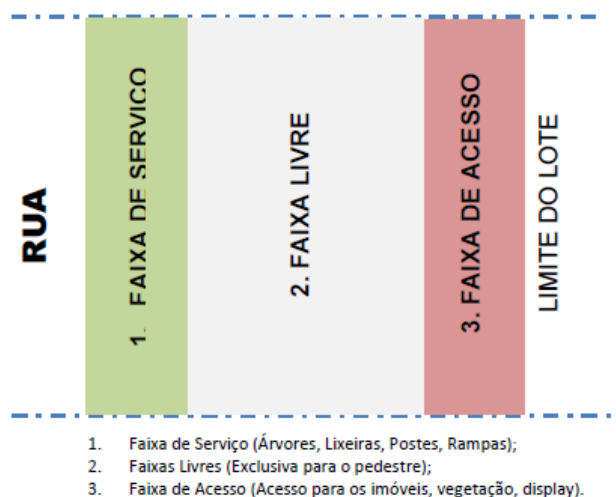 RUA
1. FAIXA DE SERVIÇO
2. FAIXA LIVRE
3. FAIXA DE ACESSO
LIMITE DO LOTE
1. Faixa de Serviço (Árvores, Lixeiras, Postes, Rampas);
2. Faixas Livres (Exclusiva para o pedestre);
3. Faixa de Acesso (Acesso para os imóveis, vegetação, display).